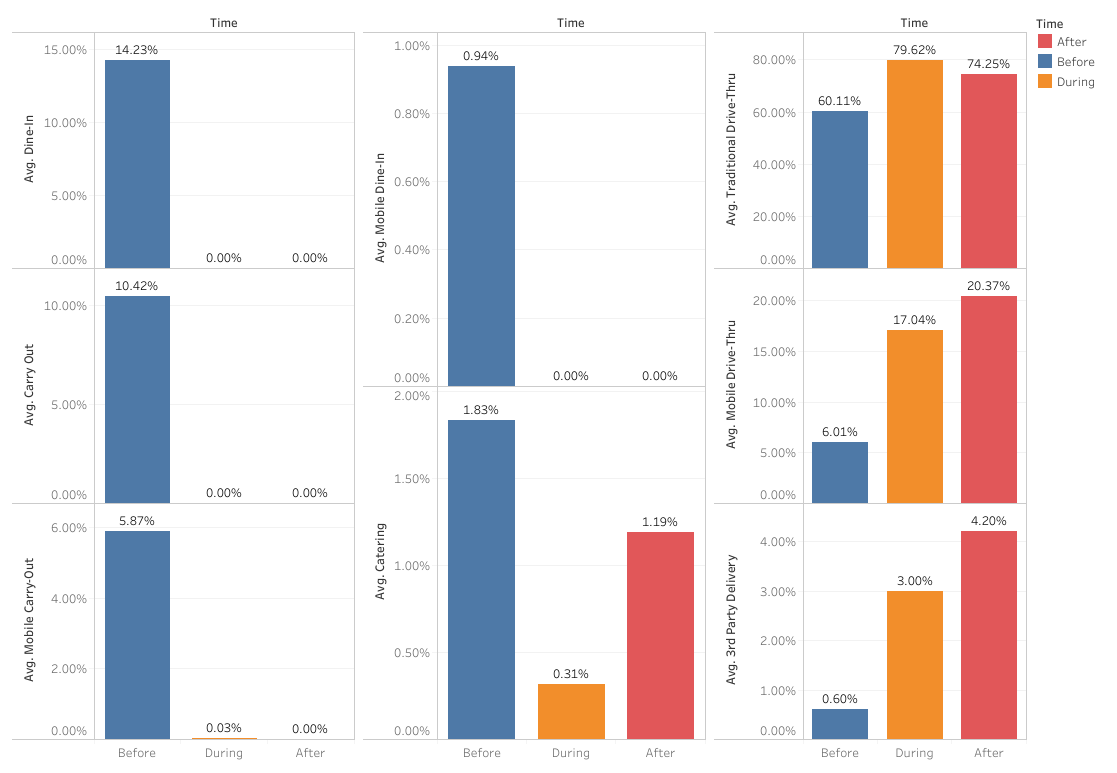 Time
Avg. Dine-In
15.00%
10.00%
5.00%
0.00%
14.23%
0.00%
0.00%
Avg. Carry Out
10.00%
5.00%
0.00%
10.42%
0.00%
0.00%
Avg. Mobile Carry-Out
6.00%
4.00%
2.00%
0.00%
5.87%
0.03%
0.00%
Before
During
After
Time
Avg. Mobile Dine-In
1.00%
0.80%
0.60%
0.40%
0.20%
0.00%
0.94%
0.00%
0.00%
Avg. Catering
2.00%
1.50%
1.00%
0.50%
0.00%
1.83%
0.31%
1.19%
Before
During
After
Time
Avg. Traditional Drive-Thru
80.00%
60.00%
40.00%
20.00%
0.00%
60.11%
79.62%
74.25%
Avg. Mobile Drive-Thru
20.00%
15.00%
10.00%
5.00%
0.00%
6.01%
17.04%
20.37%
Avg. 3rd Party Delivery
4.00%
3.00%
2.00%
1.00%
0.00%
0.60%
3.00%
4.20%
Before
During
After
Time
After
Before
During